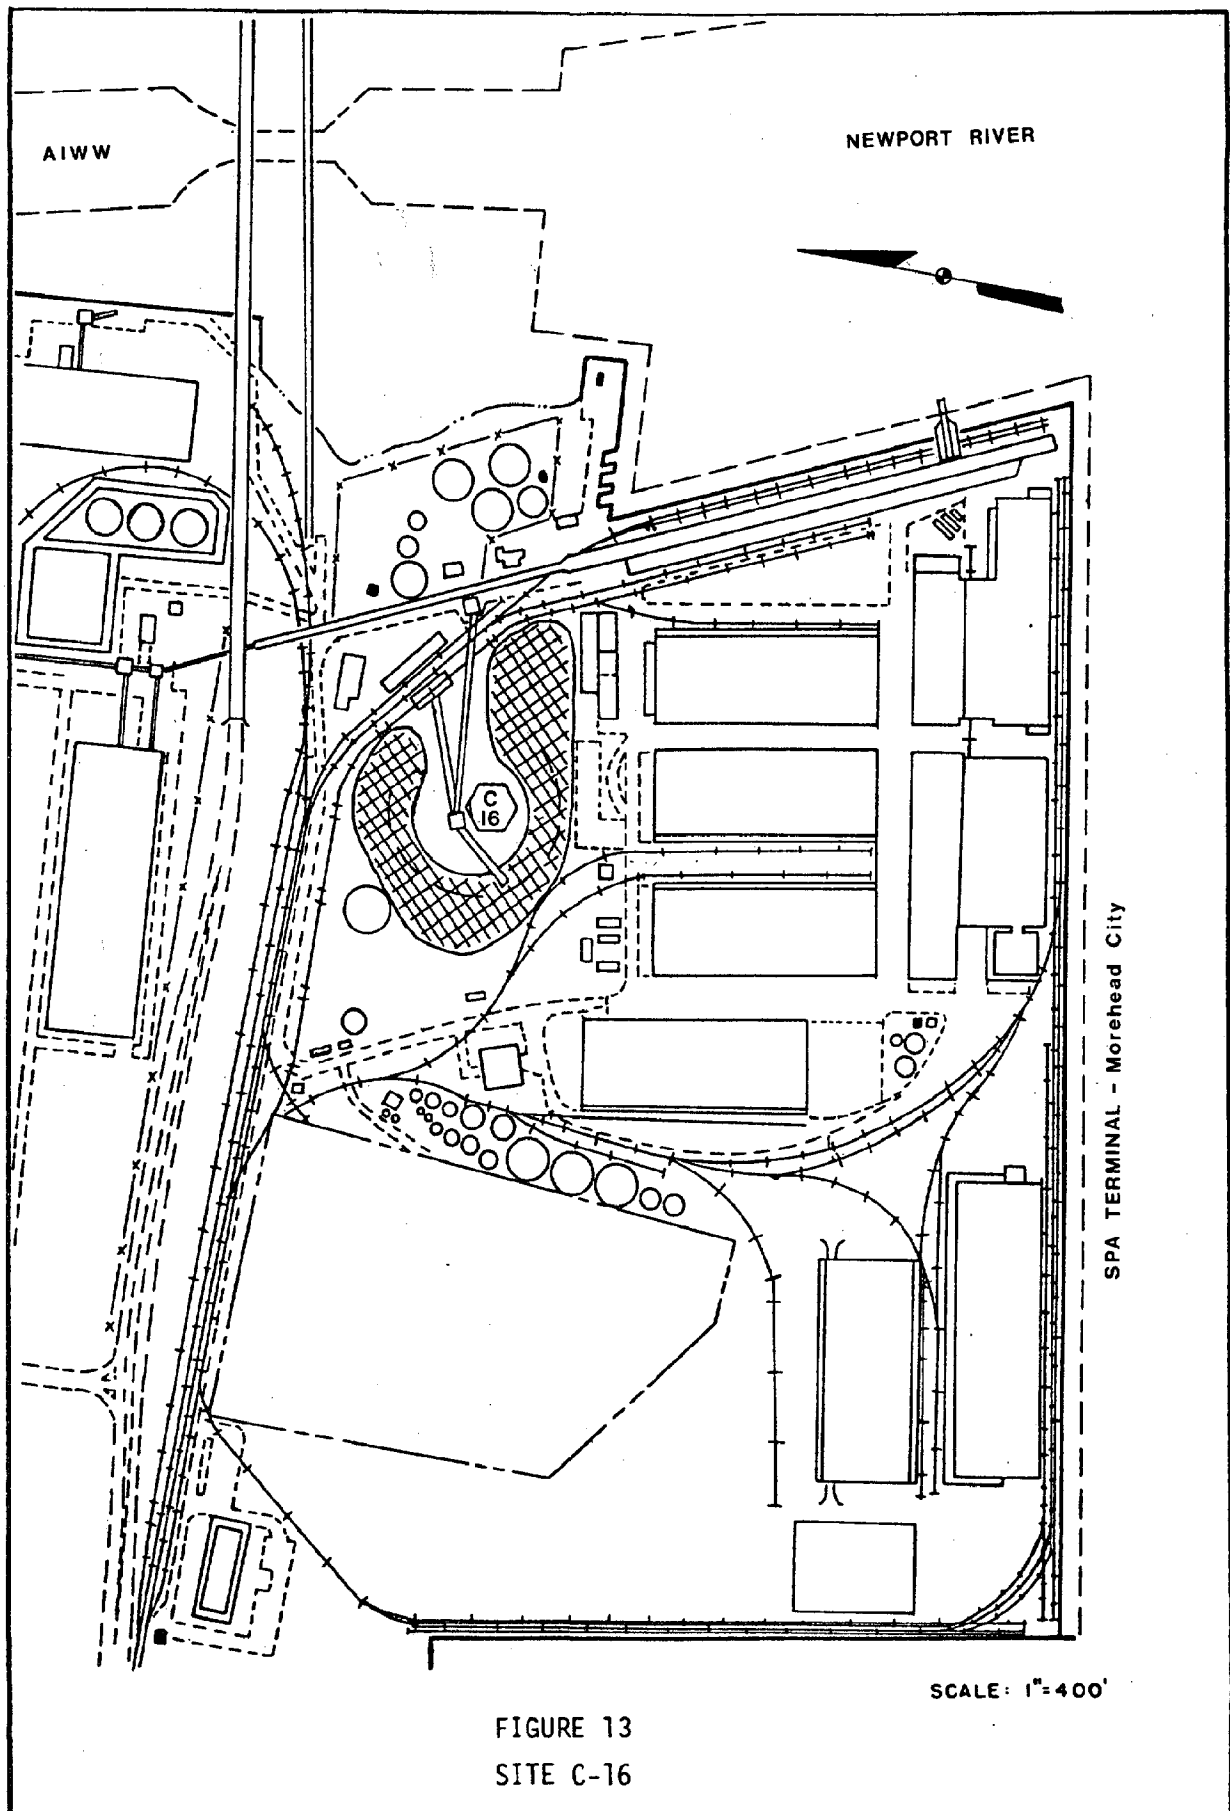 AIWW
NEWPORT RIVER
C
16
SPA TERMINAL - Morehead City
SCALE: 1"=400'
FIGURE 13
SITE C-16